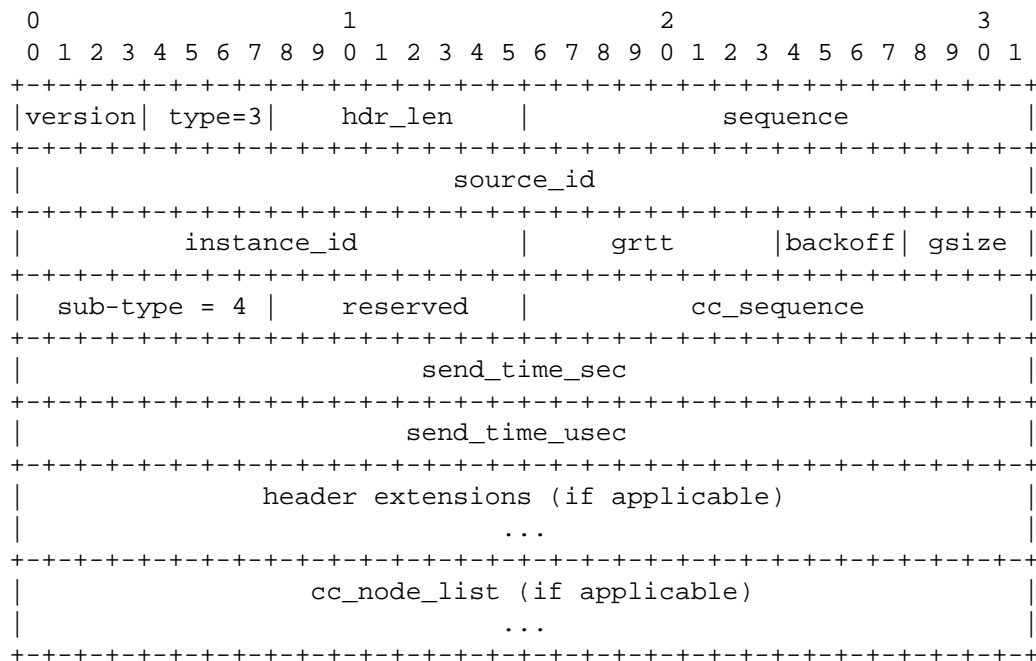 0                   1                   2                   3
 0 1 2 3 4 5 6 7 8 9 0 1 2 3 4 5 6 7 8 9 0 1 2 3 4 5 6 7 8 9 0 1
+-+-+-+-+-+-+-+-+-+-+-+-+-+-+-+-+-+-+-+-+-+-+-+-+-+-+-+-+-+-+-+-+
|version| type=3|    hdr_len    |            sequence           |
+-+-+-+-+-+-+-+-+-+-+-+-+-+-+-+-+-+-+-+-+-+-+-+-+-+-+-+-+-+-+-+-+
|                           source_id                           |
+-+-+-+-+-+-+-+-+-+-+-+-+-+-+-+-+-+-+-+-+-+-+-+-+-+-+-+-+-+-+-+-+
|          instance_id          |     grtt      |backoff| gsize |
+-+-+-+-+-+-+-+-+-+-+-+-+-+-+-+-+-+-+-+-+-+-+-+-+-+-+-+-+-+-+-+-+
|  sub-type = 4 |    reserved   |          cc_sequence          |
+-+-+-+-+-+-+-+-+-+-+-+-+-+-+-+-+-+-+-+-+-+-+-+-+-+-+-+-+-+-+-+-+
|                         send_time_sec                         |
+-+-+-+-+-+-+-+-+-+-+-+-+-+-+-+-+-+-+-+-+-+-+-+-+-+-+-+-+-+-+-+-+
|                        send_time_usec                         |
+-+-+-+-+-+-+-+-+-+-+-+-+-+-+-+-+-+-+-+-+-+-+-+-+-+-+-+-+-+-+-+-+
|               header extensions (if applicable)               |
|                              ...                              |
+-+-+-+-+-+-+-+-+-+-+-+-+-+-+-+-+-+-+-+-+-+-+-+-+-+-+-+-+-+-+-+-+
|                  cc_node_list (if applicable)                 |
|                              ...                              |
+-+-+-+-+-+-+-+-+-+-+-+-+-+-+-+-+-+-+-+-+-+-+-+-+-+-+-+-+-+-+-+-+